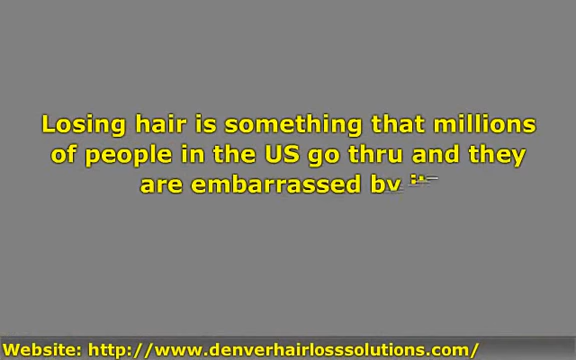 Losing hair is something that millions
of people in the US go thru and they
are embarrassed by
Website: http://www.denverhairlosssolutions.com/